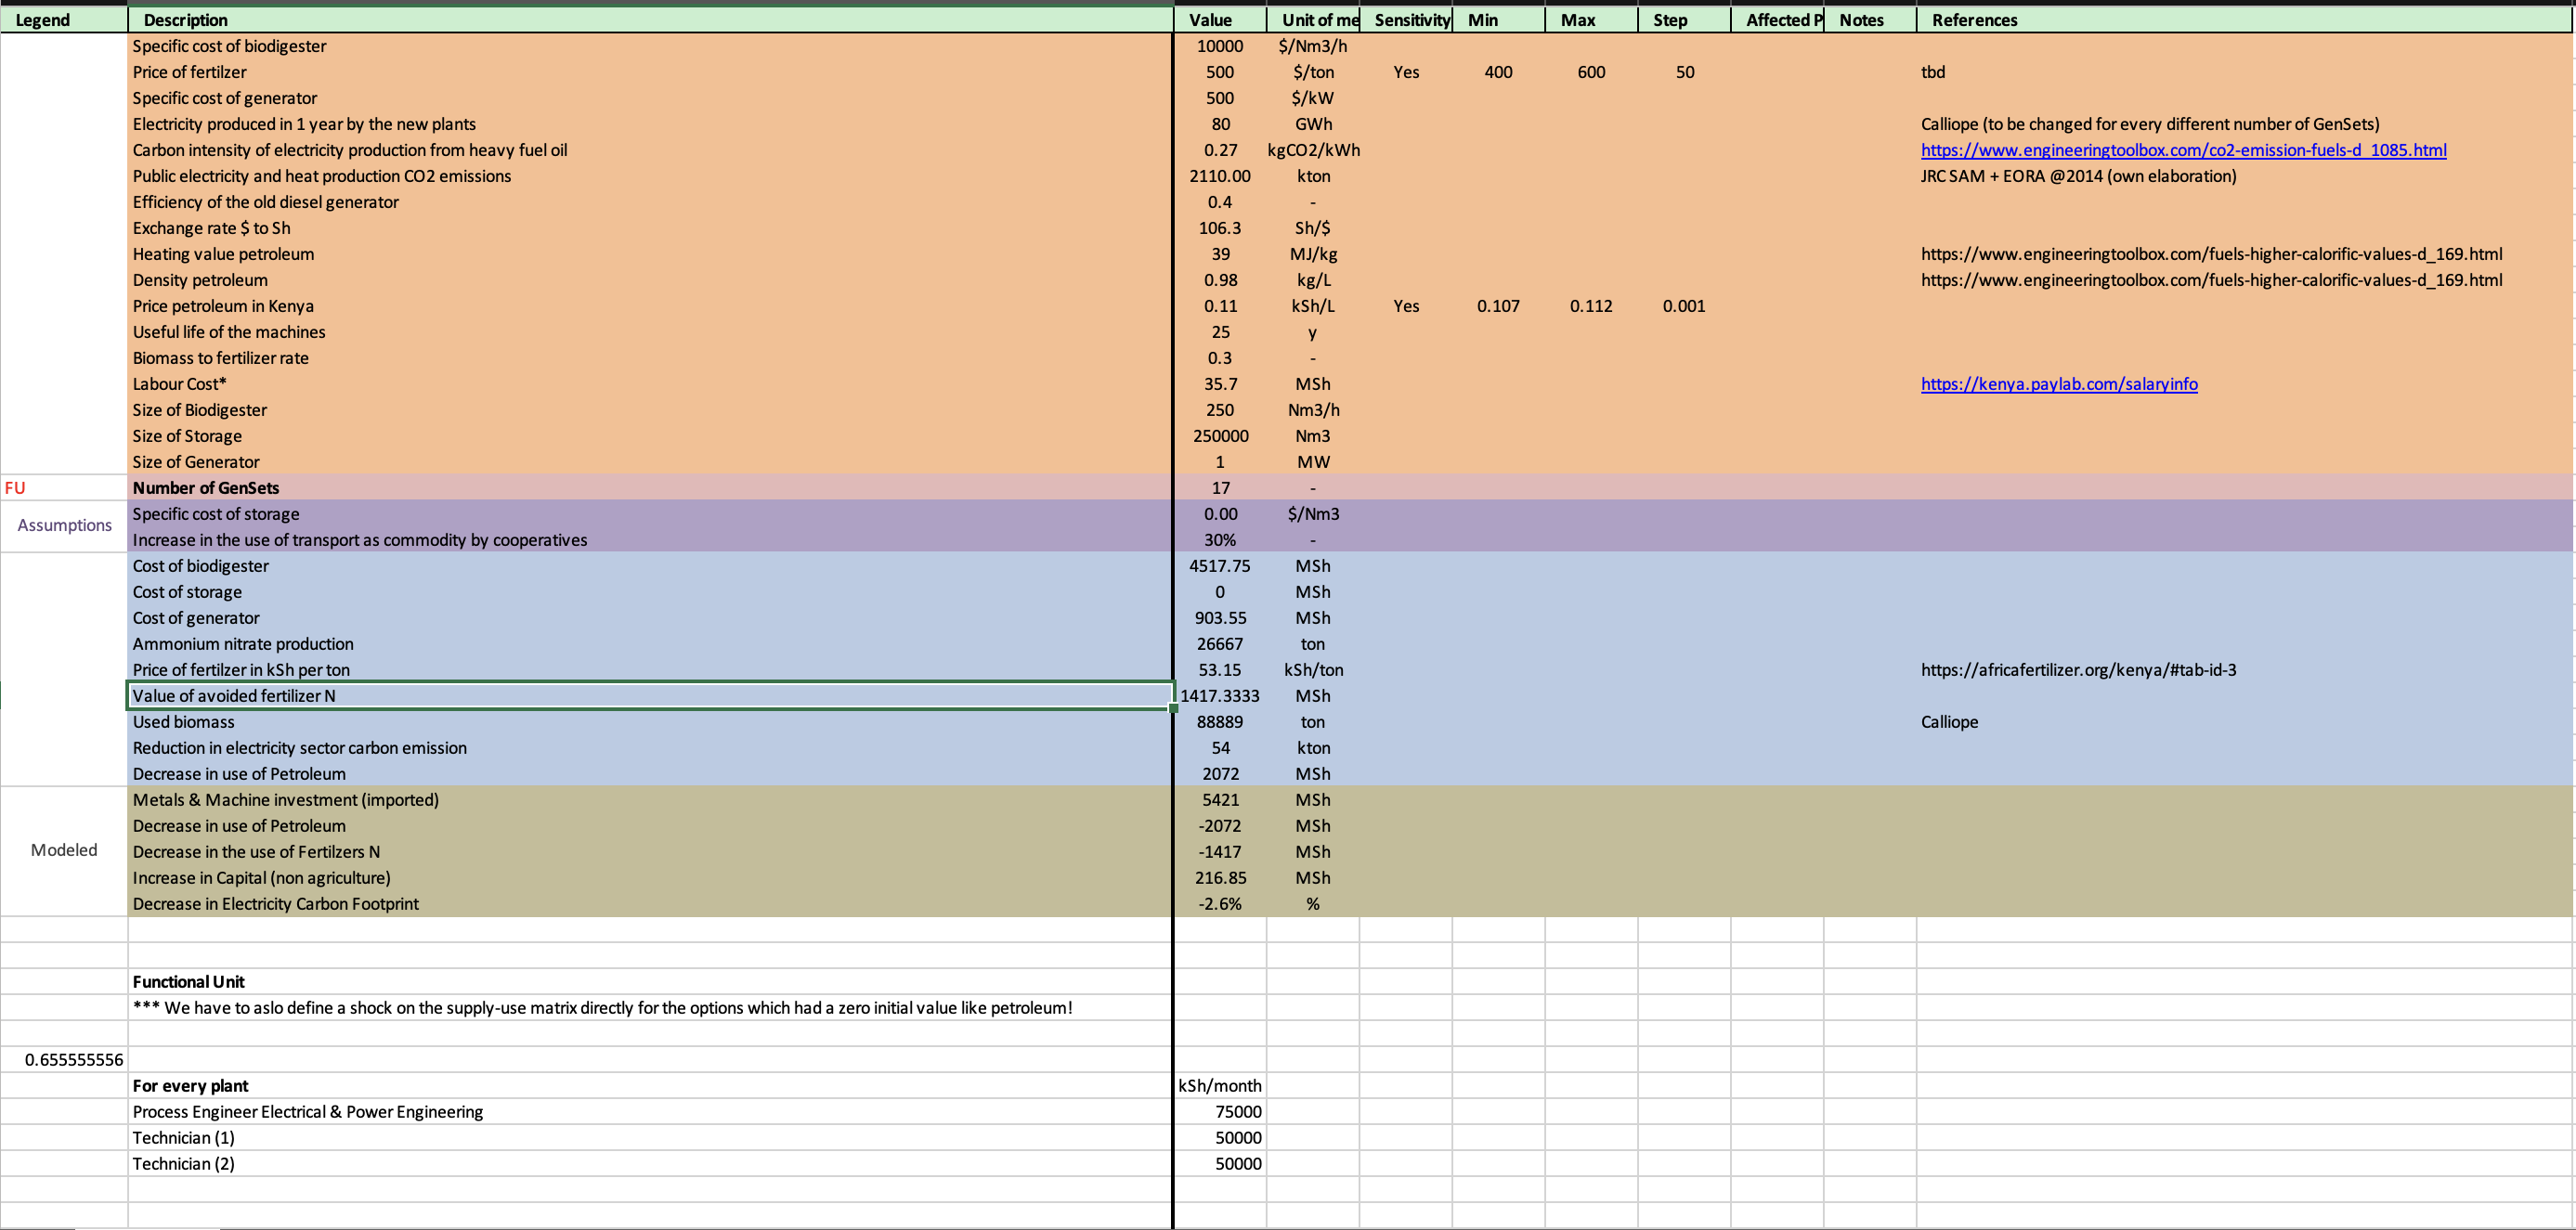 Legend Description Value Unit of me Sensitivity Min Max Step Affected P Notes References
Specific cost of biodigester 10000 $/Nm3/h
Price of fertilzer 500 $/ton Yes 400 600 50 tbd
Specific cost of generator 500 $/kW
Electricity produced in 1 year by the new plants 80 GWh Calliope (to be changed for every different number of GenSets)
Carbon intensity of electricity production from heavy fuel oil 0.27 kgCO2/kWh https://www.engineeringtoolbox.com/co2-emission-fuels-d_1085.html
Public electricity and heat production CO2 emissions 2110.00 kton JRC SAM + EORA @2014 (own elaboration)
Efficiency of the old diesel generator 0.4 -
Exchange rate $ to Sh 106.3 Sh/$
Heating value petroleum 39 MJ/kg https://www.engineeringtoolbox.com/fuels-higher-calorific-values-d_169.html
Density petroleum 0.98 kg/L https://www.engineeringtoolbox.com/fuels-higher-calorific-values-d_169.html
Price petroleum in Kenya 0.11 kSh/L Yes 0.107 0.112 0.001
Useful life of the machines 25 y
Biomass to fertilizer rate 0.3 -
Labour Cost* 35.7 MSh https://kenya.paylab.com/salaryinfo
Size of Biodigester 250 Nm3/h
Size of Storage 250000 Nm3
Size of Generator 1 MW
FU Number of GenSets 17 -
Assumptions
Specific cost of storage 0.00 $/Nm3
Increase in the use of transport as commodity by cooperatives 30% -
Cost of biodigester 4517.75 MSh
Cost of storage 0 MSh
Cost of generator 903.55 MSh
Ammonium nitrate production 26667 ton
Price of fertilzer in kSh per ton 53.15 kSh/ton https://africafertilizer.org/kenya/#tab-id-3
Value of avoided fertilizer N 1417.3333 MSh
Used biomass 88889 ton Calliope
Reduction in electricity sector carbon emission 54 kton
Decrease in use of Petroleum 2072 MSh
Metals & Machine investment (imported) 5421 MSh
Decrease in use of Petroleum -2072 MSh
Modeled Decrease in the use of Fertilzers N -1417 MSh
Increase in Capital (non agriculture) 216.85 MSh
Decrease in Electricity Carbon Footprint -2.6% %
Functional Unit
*** We have to aslo define a shock on the supply-use matrix directly for the options which had a zero initial value like petroleum!
0.655555556
For every plant kSh/month
Process Engineer Electrical & Power Engineering 75000
Technician (1) 50000
Technician (2) 50000